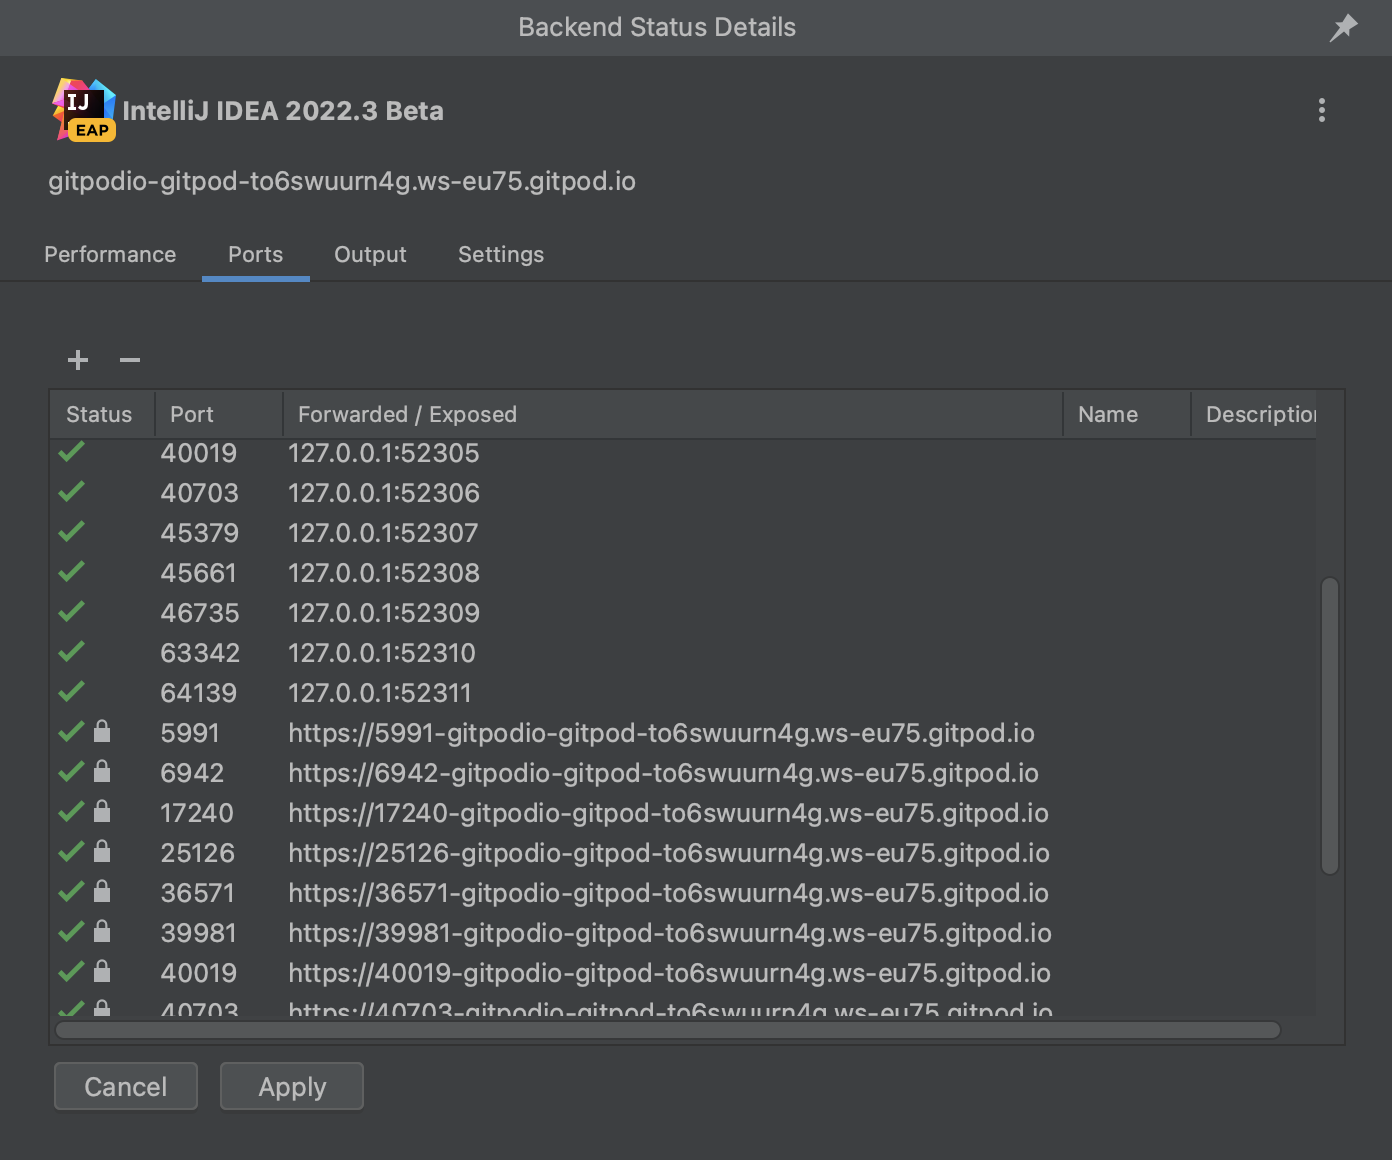 Backend Status Details
IJ
EAP
IntelliJ IDEA 2022.3 Beta
gitpodio-gitpod-to6swuurn4g.ws-eu75.gitpod.io
Performance Ports Output Settings
Status Port Forwarded / Exposed Name Description
40019 127.0.0.1:52305
40703 127.0.0.1:52306
45379 127.0.0.1:52307
45661 127.0.0.1:52308
46735 127.0.0.1:52309
63342 127.0.0.1:52310
64139 127.0.0.1:52311
5991 https://5991-gitpodio-gitpod-to6swuurn4g.ws-eu75.gitpod.io
6942 https://6942-gitpodio-gitpod-to6swuurn4g.ws-eu75.gitpod.io
17240 https://17240-gitpodio-gitpod-to6swuurn4g.ws-eu75.gitpod.io
25126 https://25126-gitpodio-gitpod-to6swuurn4g.ws-eu75.gitpod.io
36571 https://36571-gitpodio-gitpod-to6swuurn4g.ws-eu75.gitpod.io
39981 https://39981-gitpodio-gitpod-to6swuurn4g.ws-eu75.gitpod.io
40019 https://40019-gitpodio-gitpod-to6swuurn4g.ws-eu75.gitpod.io
40703 https://40703-gitpodio-gitpod-to6swuurn4g.ws-eu75.gitpod.io
Cancel Apply